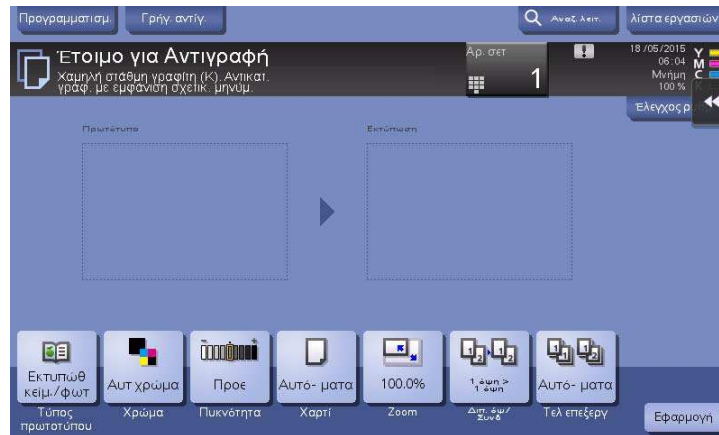 Προγραμματισμ.
Γρήγ. αντίγ.
Αναζ. λειτ.
λίστα εργασιών
Έτοιμο για Αντιγραφή
Χαμηλή στάθμη γραφίτη (K). Αντικατ.
γράφ. με εμφάνιση σχετικ. μηνύμ.
Αρ. σετ
1
18 /05/2015
06:04
Μνήμη
100 %
Y
M
C
K
Έλεγχος ρ
Πρωτότυπο
Εκτύπωση
Εκτυπώθ
κείμ./φωτ
Αυτ χρώμα
Προε
Αυτό- ματα
100.0%
1 όψη >
1 όψη
Αυτό- ματα
Τύπος
πρωτοτύπου
Χρώμα
Πυκνότητα
Χαρτί
Zoom
Διπ. όψ/
Συνδ
Τελ επεξεργ
Εφαρμογή